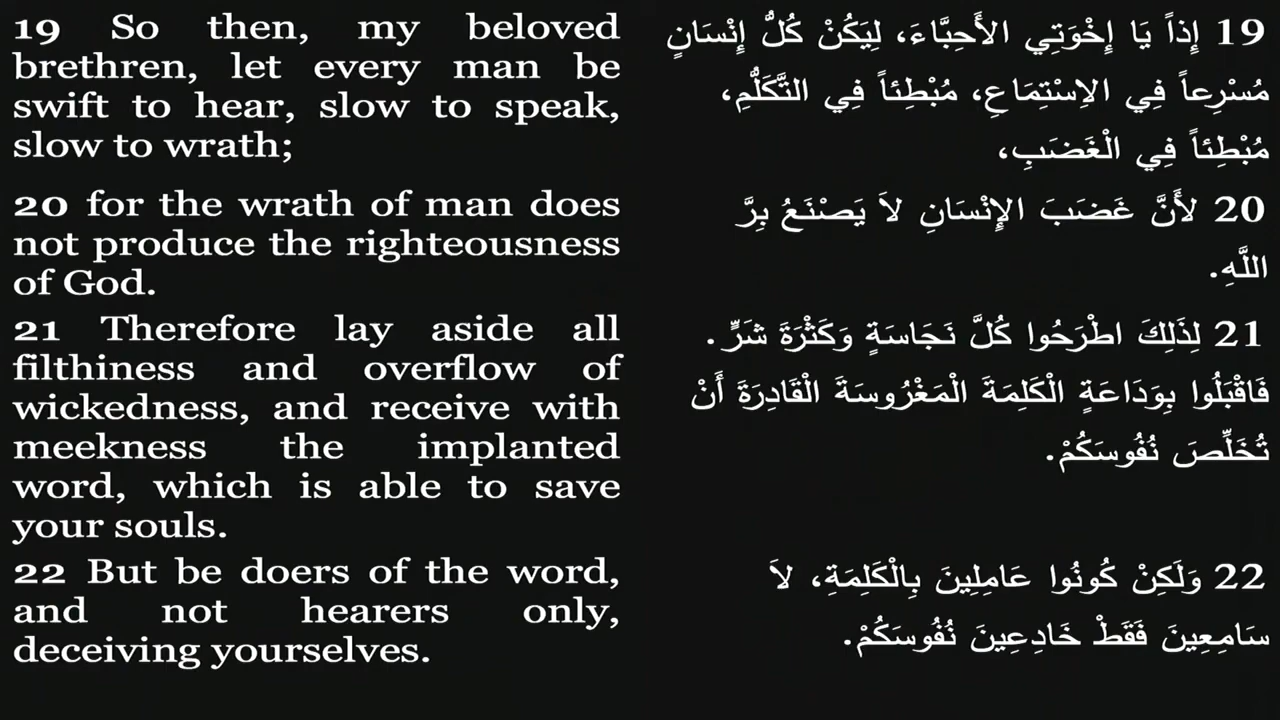 19 So then, my beloved
brethren, let every man be
swift to hear, slow to speak,
slow to wrath;
20 for the wrath of man does
not produce the righteousness
of God.
21 Therefore lay aside all
filthiness and overflow of
wickedness, and receive with
meekness the implanted
word, which is able to save
your souls.
22 But be doers of the word,
and not hearers only,
deceiving yourselves.
19 إِذاً يَا إِخْوَتِي الأَحِبَّاءَ، لِيَكُنْ كُلُّ إِنْسَانٍ
مُسْرِعاً فِي الاِسْتِمَاعِ، مُبْطِئاً فِي التَّكَلُّمِ،
مُبْطِئاً فِي الْغَضَبِ،
20 لأَنَّ غَضَبَ الإِنْسَانِ لاَ يَصْنَعُ بِرَّ
اللَّهِ.
21 لِذَلِكَ اطْرَحُوا كُلَّ نَجَاسَةٍ وَكَثْرَةَ شَرٍّ.
فَاقْبَلُوا بِوَدَاعَةٍ الْكَلِمَةَ الْمَغْرُوسَةَ الْقَادِرَةَ أَنْ
تُخَلِّصَ نُفُوسَكُمْ.
22 وَلَكِنْ كُونُوا عَامِلِينَ بِالْكَلِمَةِ، لاَ
سَامِعِينَ فَقَطْ خَادِعِينَ نُفُوسَكُمْ.